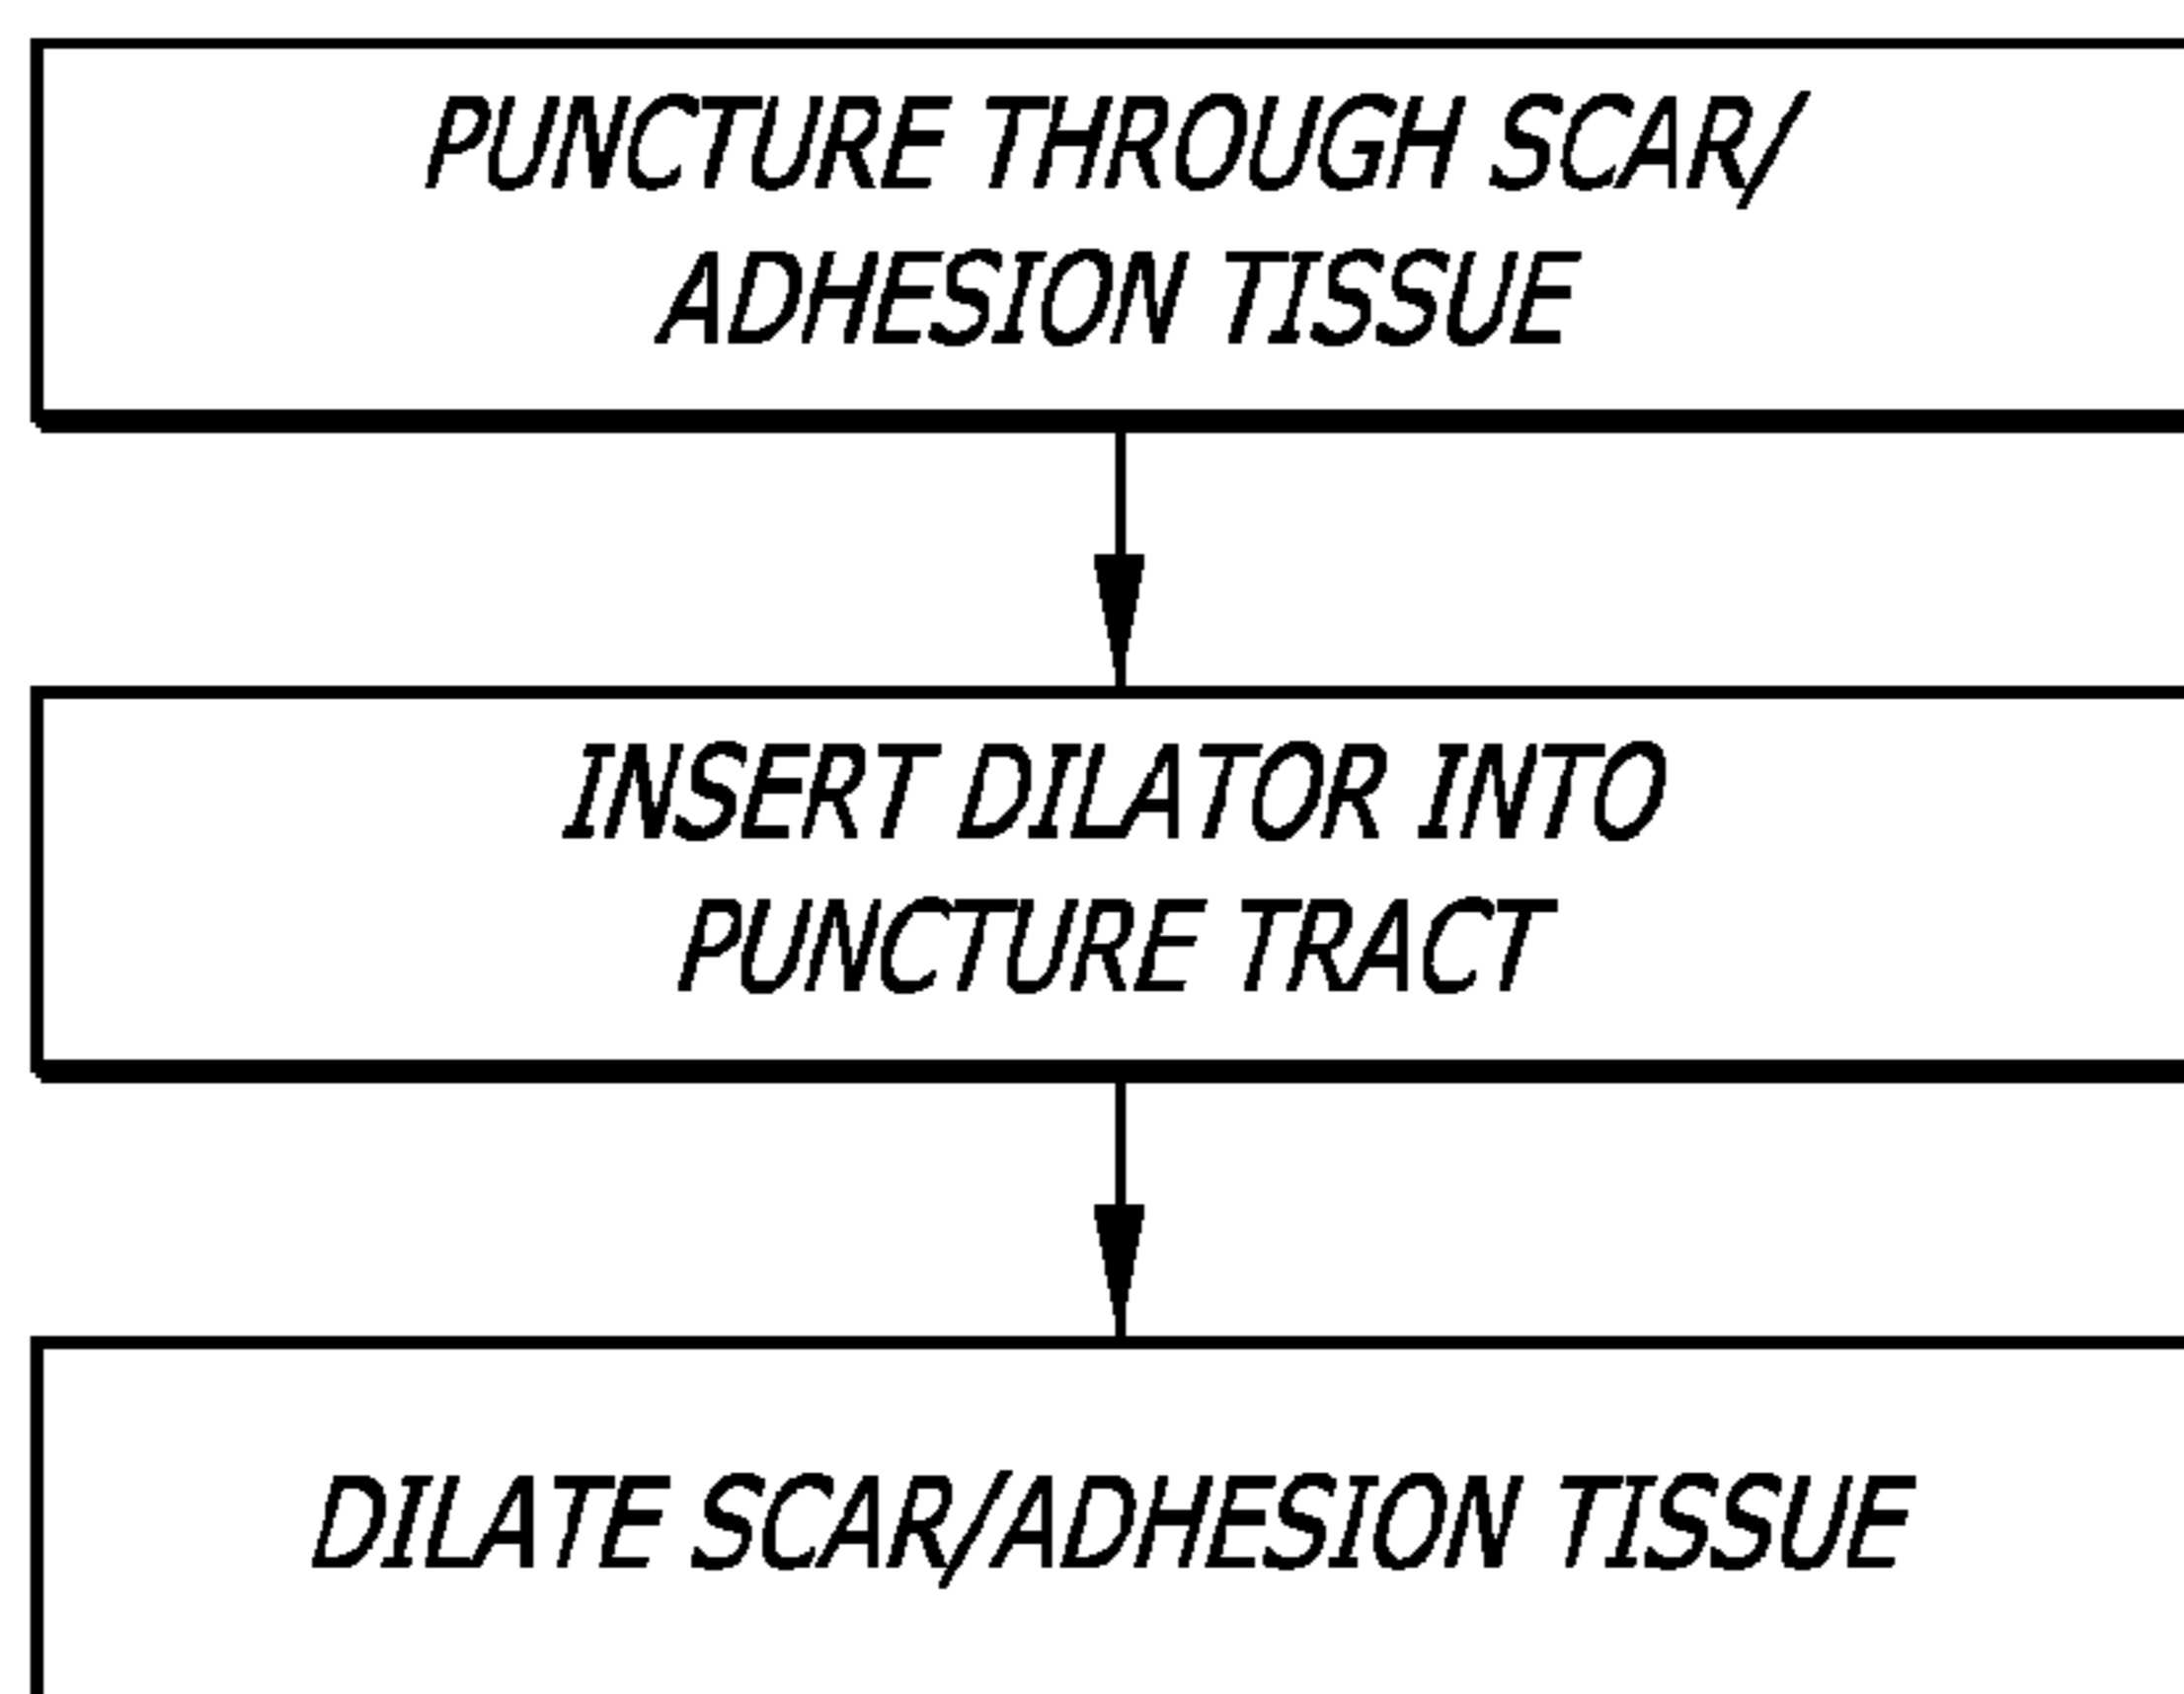 PUNCTURE THROUGH SCAR/
ADHESION TISSUE
INSERT DILATOR INTO
PUNCTURE TRACT
DILATE SCAR/ADHESION TISSUE